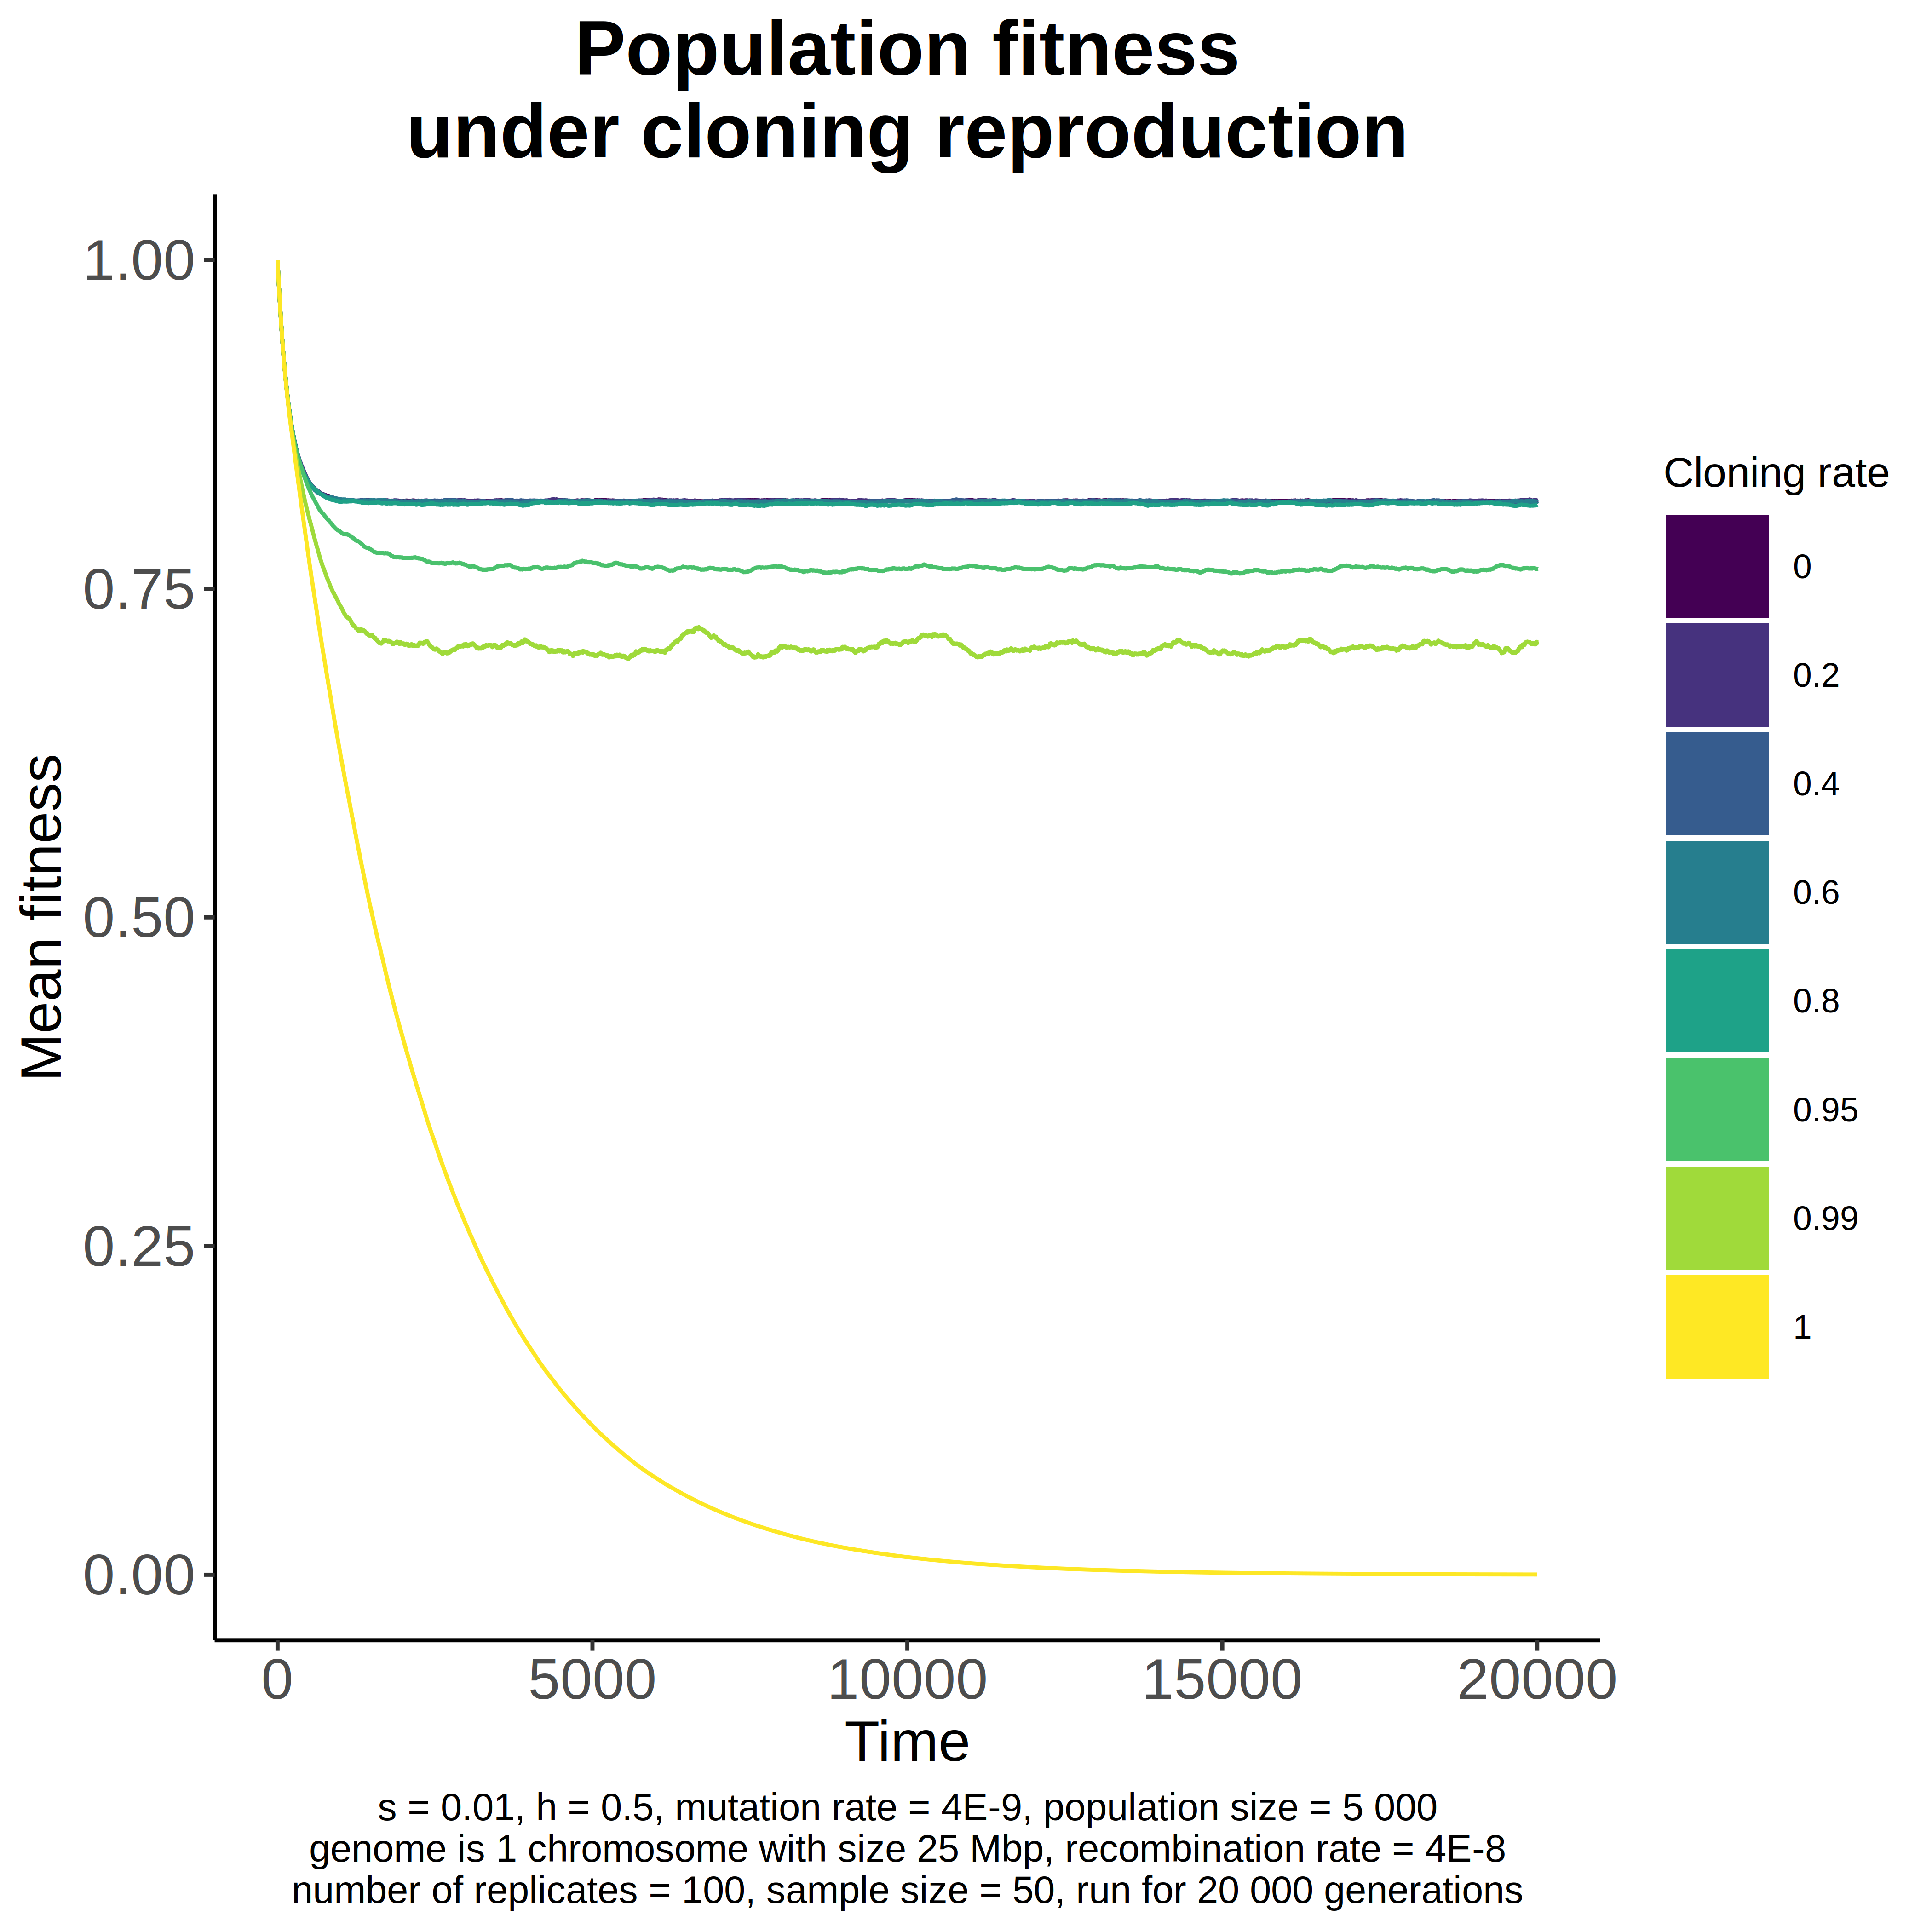 Population fitness
under cloning reproduction
1.00
0.75
0.50
0.25
0.00
Mean fitness
0
5000
10000
15000
20000
Time
Cloning rate
0
0.2
0.4
0.6
0.8
0.95
0.99
1
s = 0.01, h = 0.5, mutation rate = 4E-9, population size = 5 000
genome is 1 chromosome with size 25 Mbp, recombination rate = 4E-8
number of replicates = 100, sample size = 50, run for 20 000 generations